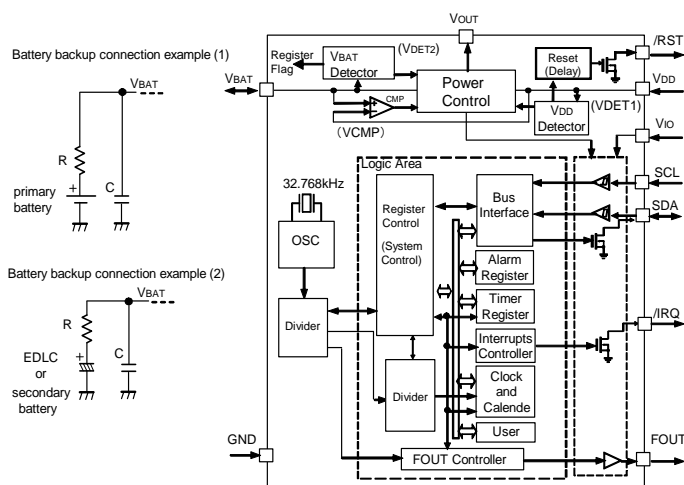 Battery backup connection example (1)
VBAT
R
+
primary
battery
C
Battery backup connection example (2)
VBAT
R
+
EDLC
or
secondary
battery
C
VOUT
Register
Flag
VBAT
Detector
(VDET2)
Power
Control
Reset
(Delay)
/RST
VBAT
VDD
+
−
CMP
(VCMP)
VDD
Detector
(VDET1)
VIO
Logic Area
32.768kHz
OSC
Divider
Register
Control
(System
Control)
Divider
Bus
Interface
SCL
SDA
Alarm
Register
Timer
Register
Interrupts
Controller
/IRQ
Clock
and
Calende
User
FOUT Controller
GND
FOUT